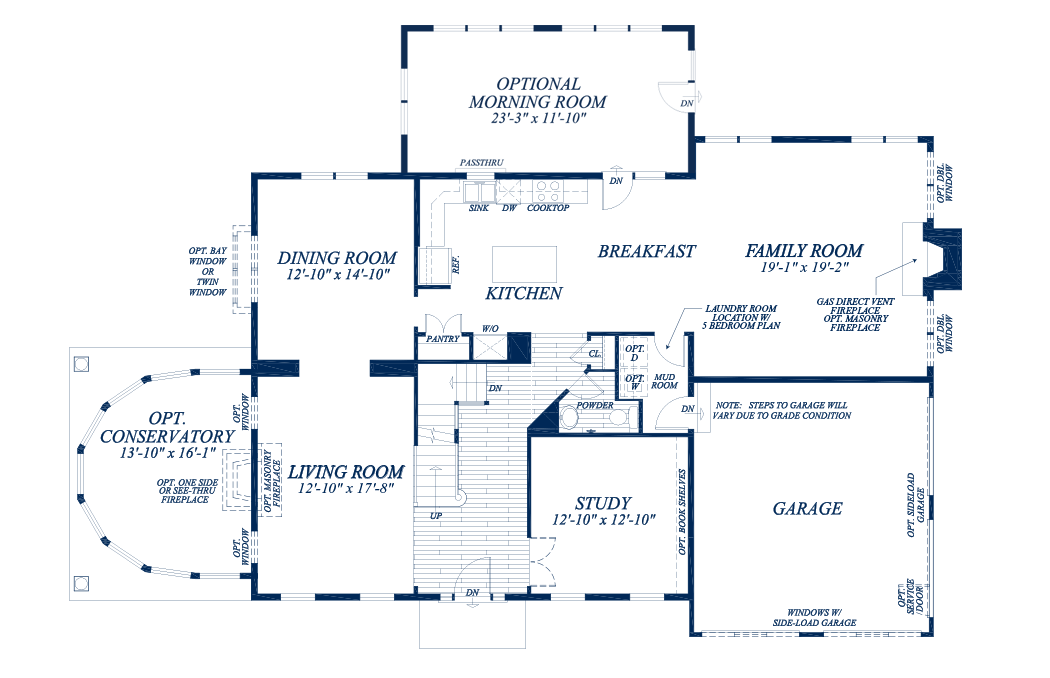 OPTIONAL
MORNING ROOM
23'-3" x 11'-10"
DN
PASSTHRU
DN
SINK
DW
COOKTOP
OPT. DBL.
WINDOW
OPT. BAY
WINDOW
OR
TWIN
WINDOW
DINING ROOM
12'-10" x 14'-10"
REF.
KITCHEN
BREAKFAST
FAMILY ROOM
19'-1" x 19'-2"
GAS DIRECT VENT
FIREPLACE
OPT. MASONRY
FIREPLACE
OPT. DBL.
WINDOW
LAUNDRY ROOM
LOCATION W/
5 BEDROOM PLAN
PANTRY
W/O
CL.
OPT.
D
OPT.
W
MUD
ROOM
DN
POWDER
DN
NOTE: STEPS TO GARAGE WILL
VARY DUE TO GRADE CONDITION
OPT.
CONSERVATORY
13'-10" x 16'-1"
OPT. ONE SIDE
OR SEE-THRU
FIREPLACE
OPT.
WINDOW
OPT. MASONRY
FIREPLACE
OPT.
WINDOW
LIVING ROOM
12'-10" x 17'-8"
UP
DN
STUDY
12'-10" x 12'-10"
OPT. BOOK SHELVES
GARAGE
OPT. SIDELOAD
GARAGE
OPT.
SERVICE
DOOR
WINDOWS W/
SIDE-LOAD GARAGE